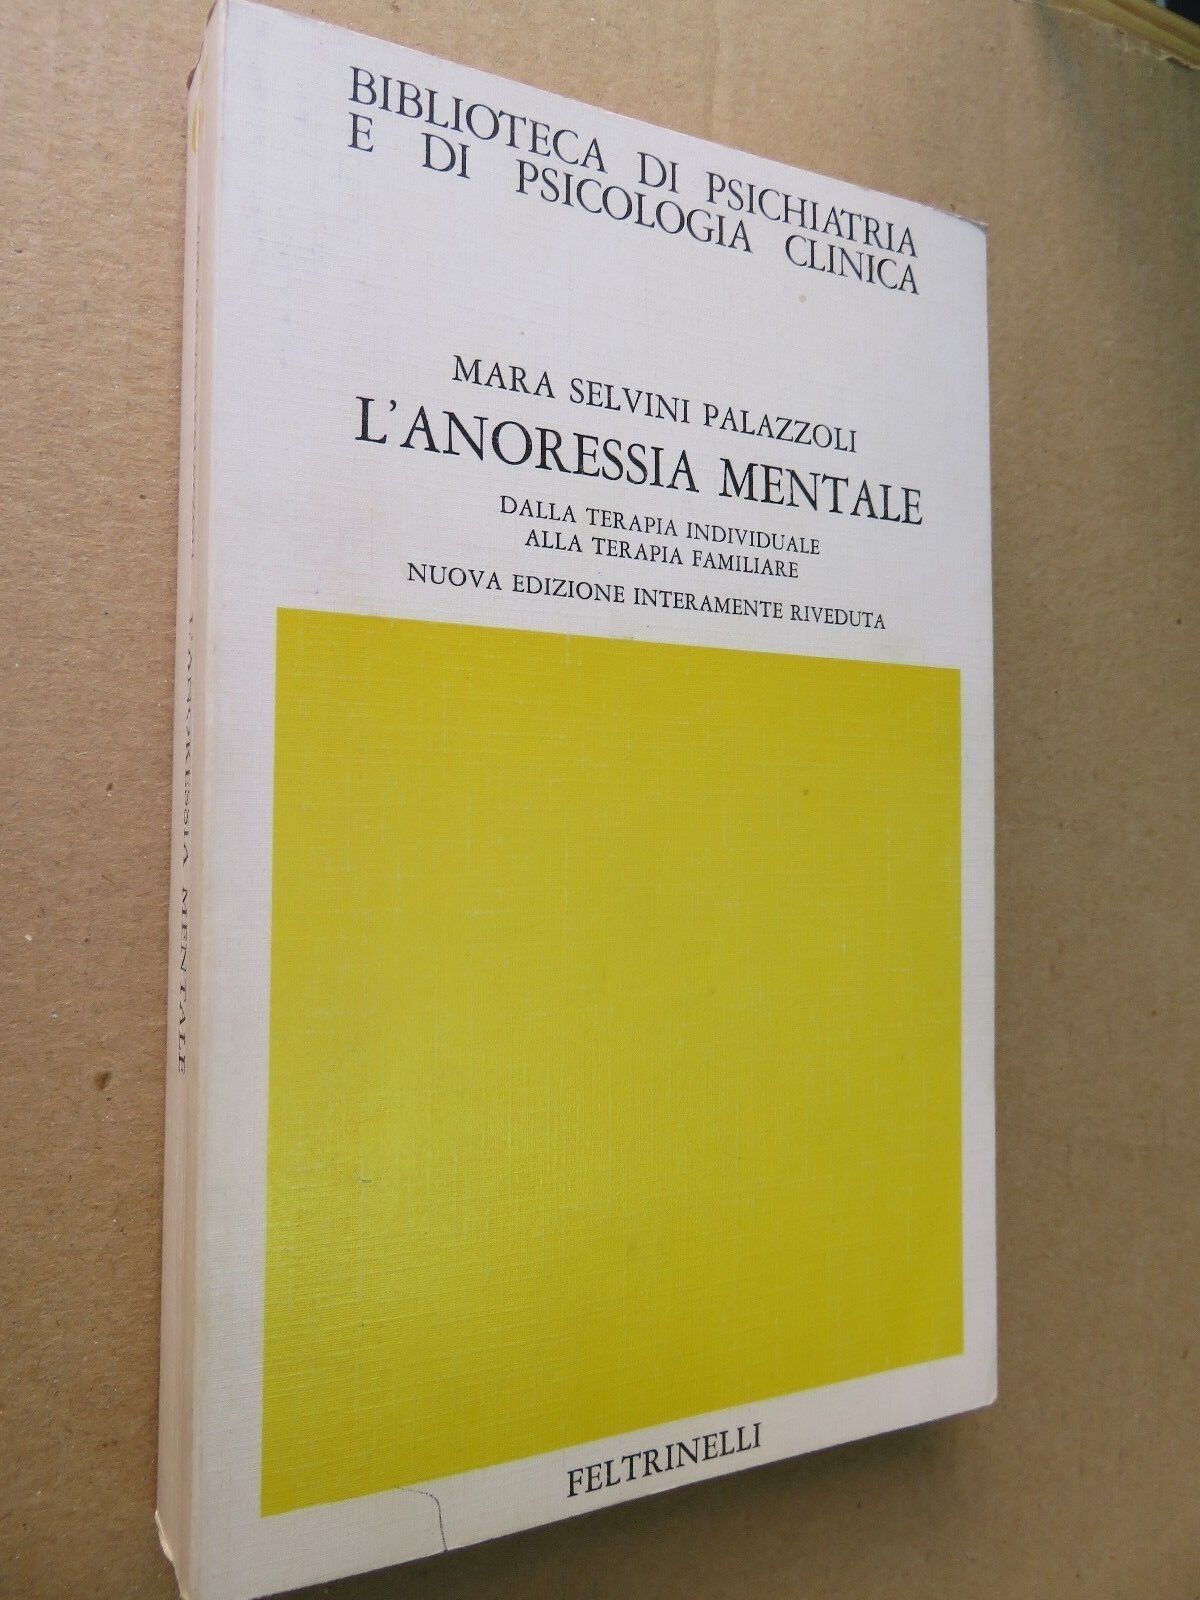 BIBLIOTECA DI PSICHIATRIA
E DI PSICOLOGIA CLINICA
MARA SELVINI PALAZZOLI
L'ANORESSIA MENTALE
DALLA TERAPIA INDIVIDUALE
ALLA TERAPIA FAMILIARE
NUOVA EDIZIONE INTERAMENTE RIVEDUTA
FELTRINELLI
L'ANORESSIA MENTALE